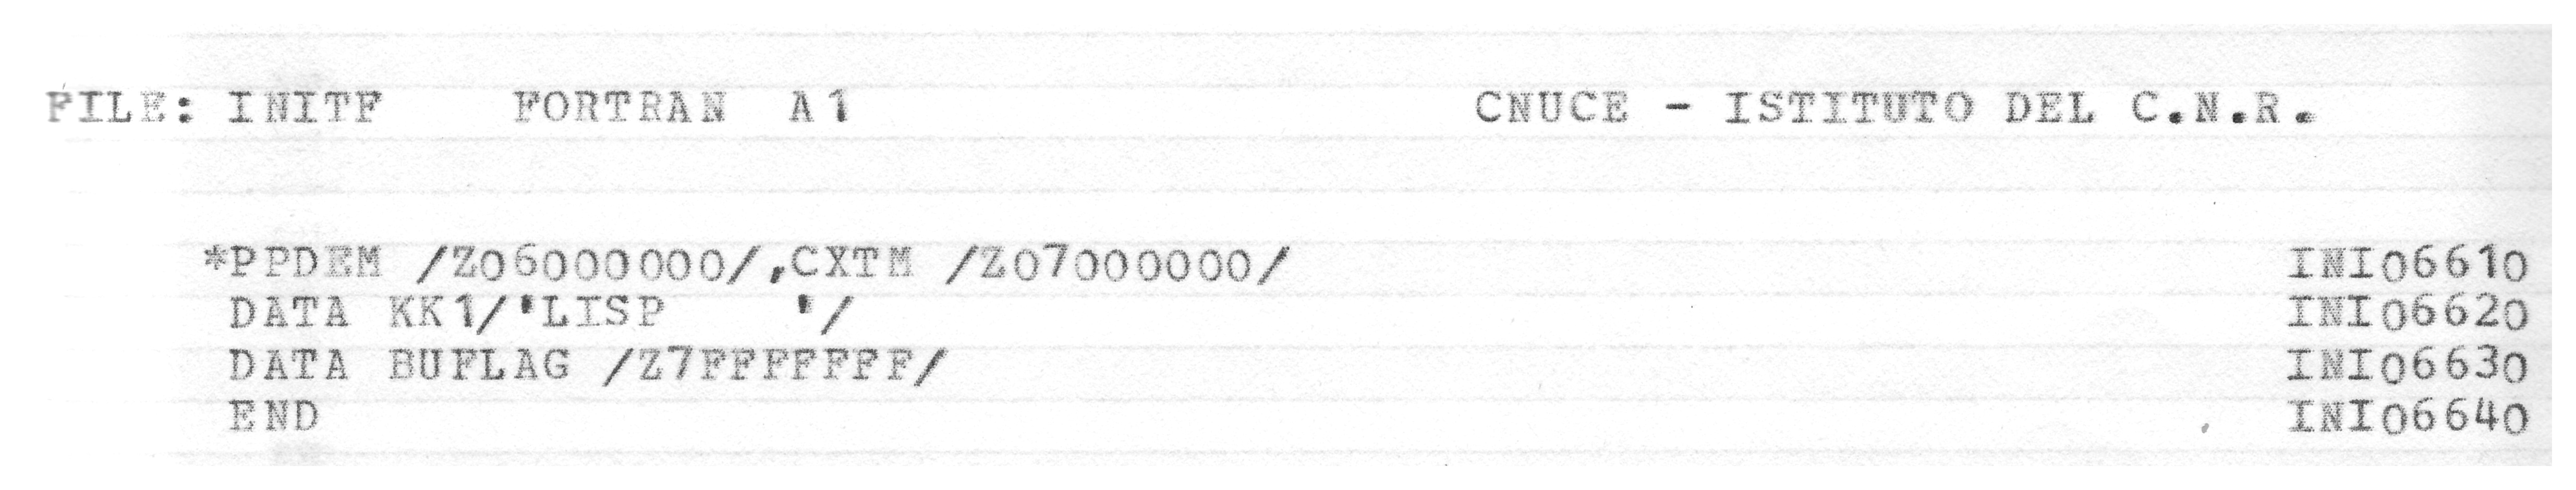 FILE: INITF    FORTRAN  A1                    CNUCE - ISTITUTO DEL C.N.R.
*PPDEM /Z06000000/,CXTM /Z07000000/                                INI06610
DATA KK1/'LISP    '/                                               INI06620
DATA BUFLAG /Z7FFFFFFF/                                            INI06630
END                                                                INI06640